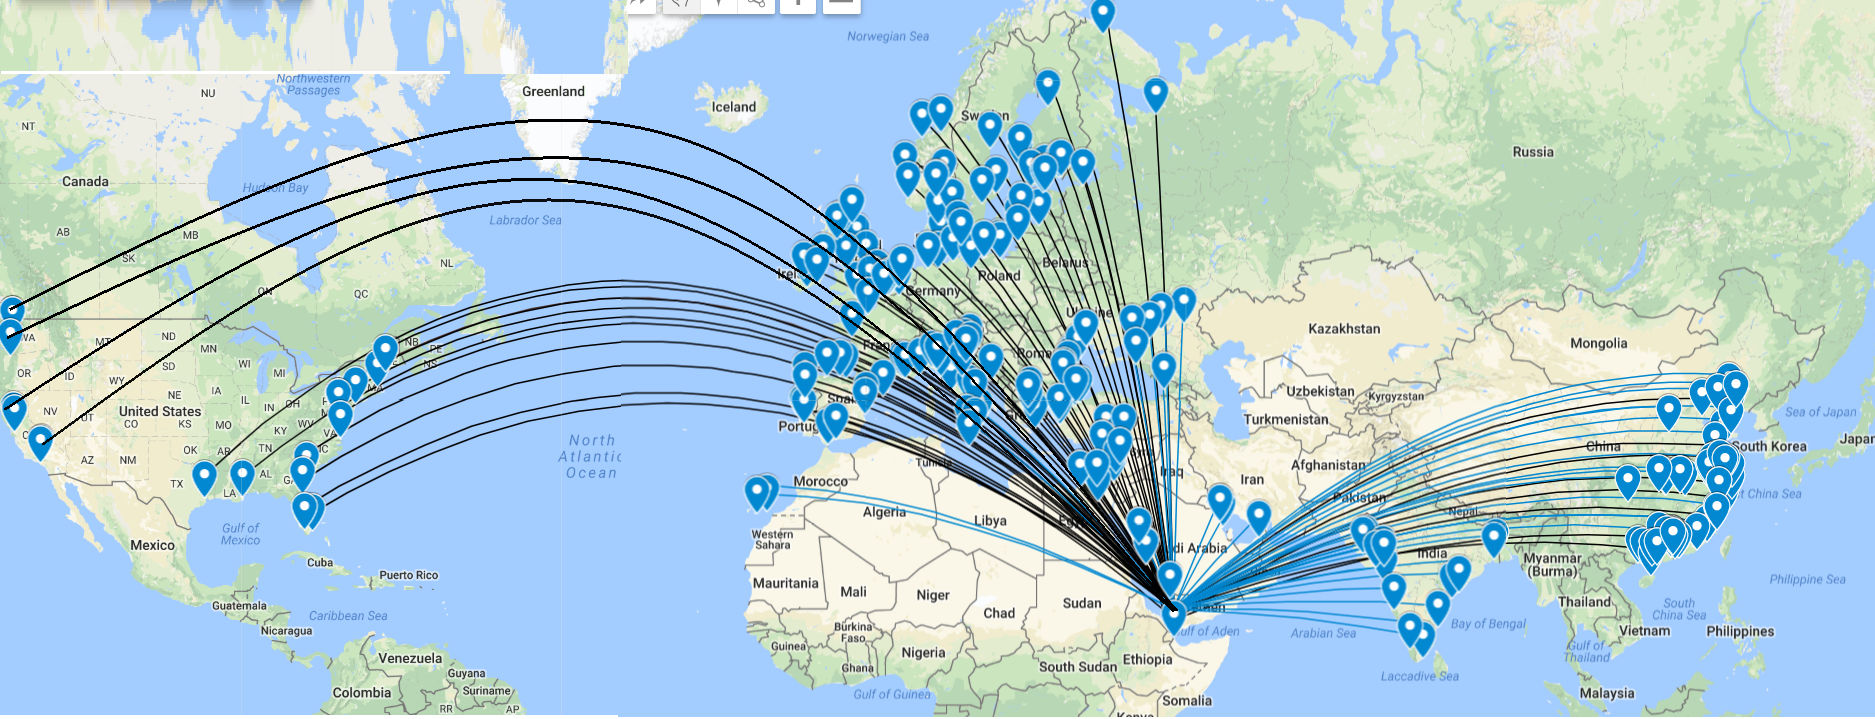 Norwegian Sea
Northwestern
Passages
NU
Greenland
Iceland
Sweden
NT
Russia
Canada
Hudson Bay
Labrador Sea
AB
MB
SK
NL
Belarus
Poland
ON
QC
Germany
Ukraine
Kazakhstan
WA
MT
ND
MN
NB
PE
NS
Mongolia
OR
ID
SD
WI
MI
WY
IA
NE
IL
IN
OH
Uzbekistan
Kyrgyzstan
NV
UT
United States
CO
KS
MO
KY
VA
Turkmenistan
Sea of Japan
Portugal
North
Atlantic
Ocean
China
South Korea
Japan
AZ
NM
OK
AR
TN
NC
Tunisia
Iraq
Iran
Afghanistan
TX
LA
AL
GA
Morocco
Algeria
Libya
Egypt
Pakistan
Nepal
East China Sea
Gulf of
Mexico
Mexico
Western
Sahara
Cuba
Puerto Rico
India
Myanmar
(Burma)
Mauritania
Mali
Niger
Chad
Sudan
Yemen
Philippine Sea
Guatemala
Caribbean Sea
Nicaragua
Burkina
Faso
Guinea
Ghana
Nigeria
Gulf of Aden
Arabian Sea
Bay of Bengal
Thailand
South
China Sea
Vietnam
Philippines
Gulf of
Thailand
Venezuela
Guyana
Suriname
Colombia
RR
AP
South Sudan
Ethiopia
Gulf of Guinea
Somalia
Kenya
Laccadive Sea
Malaysia